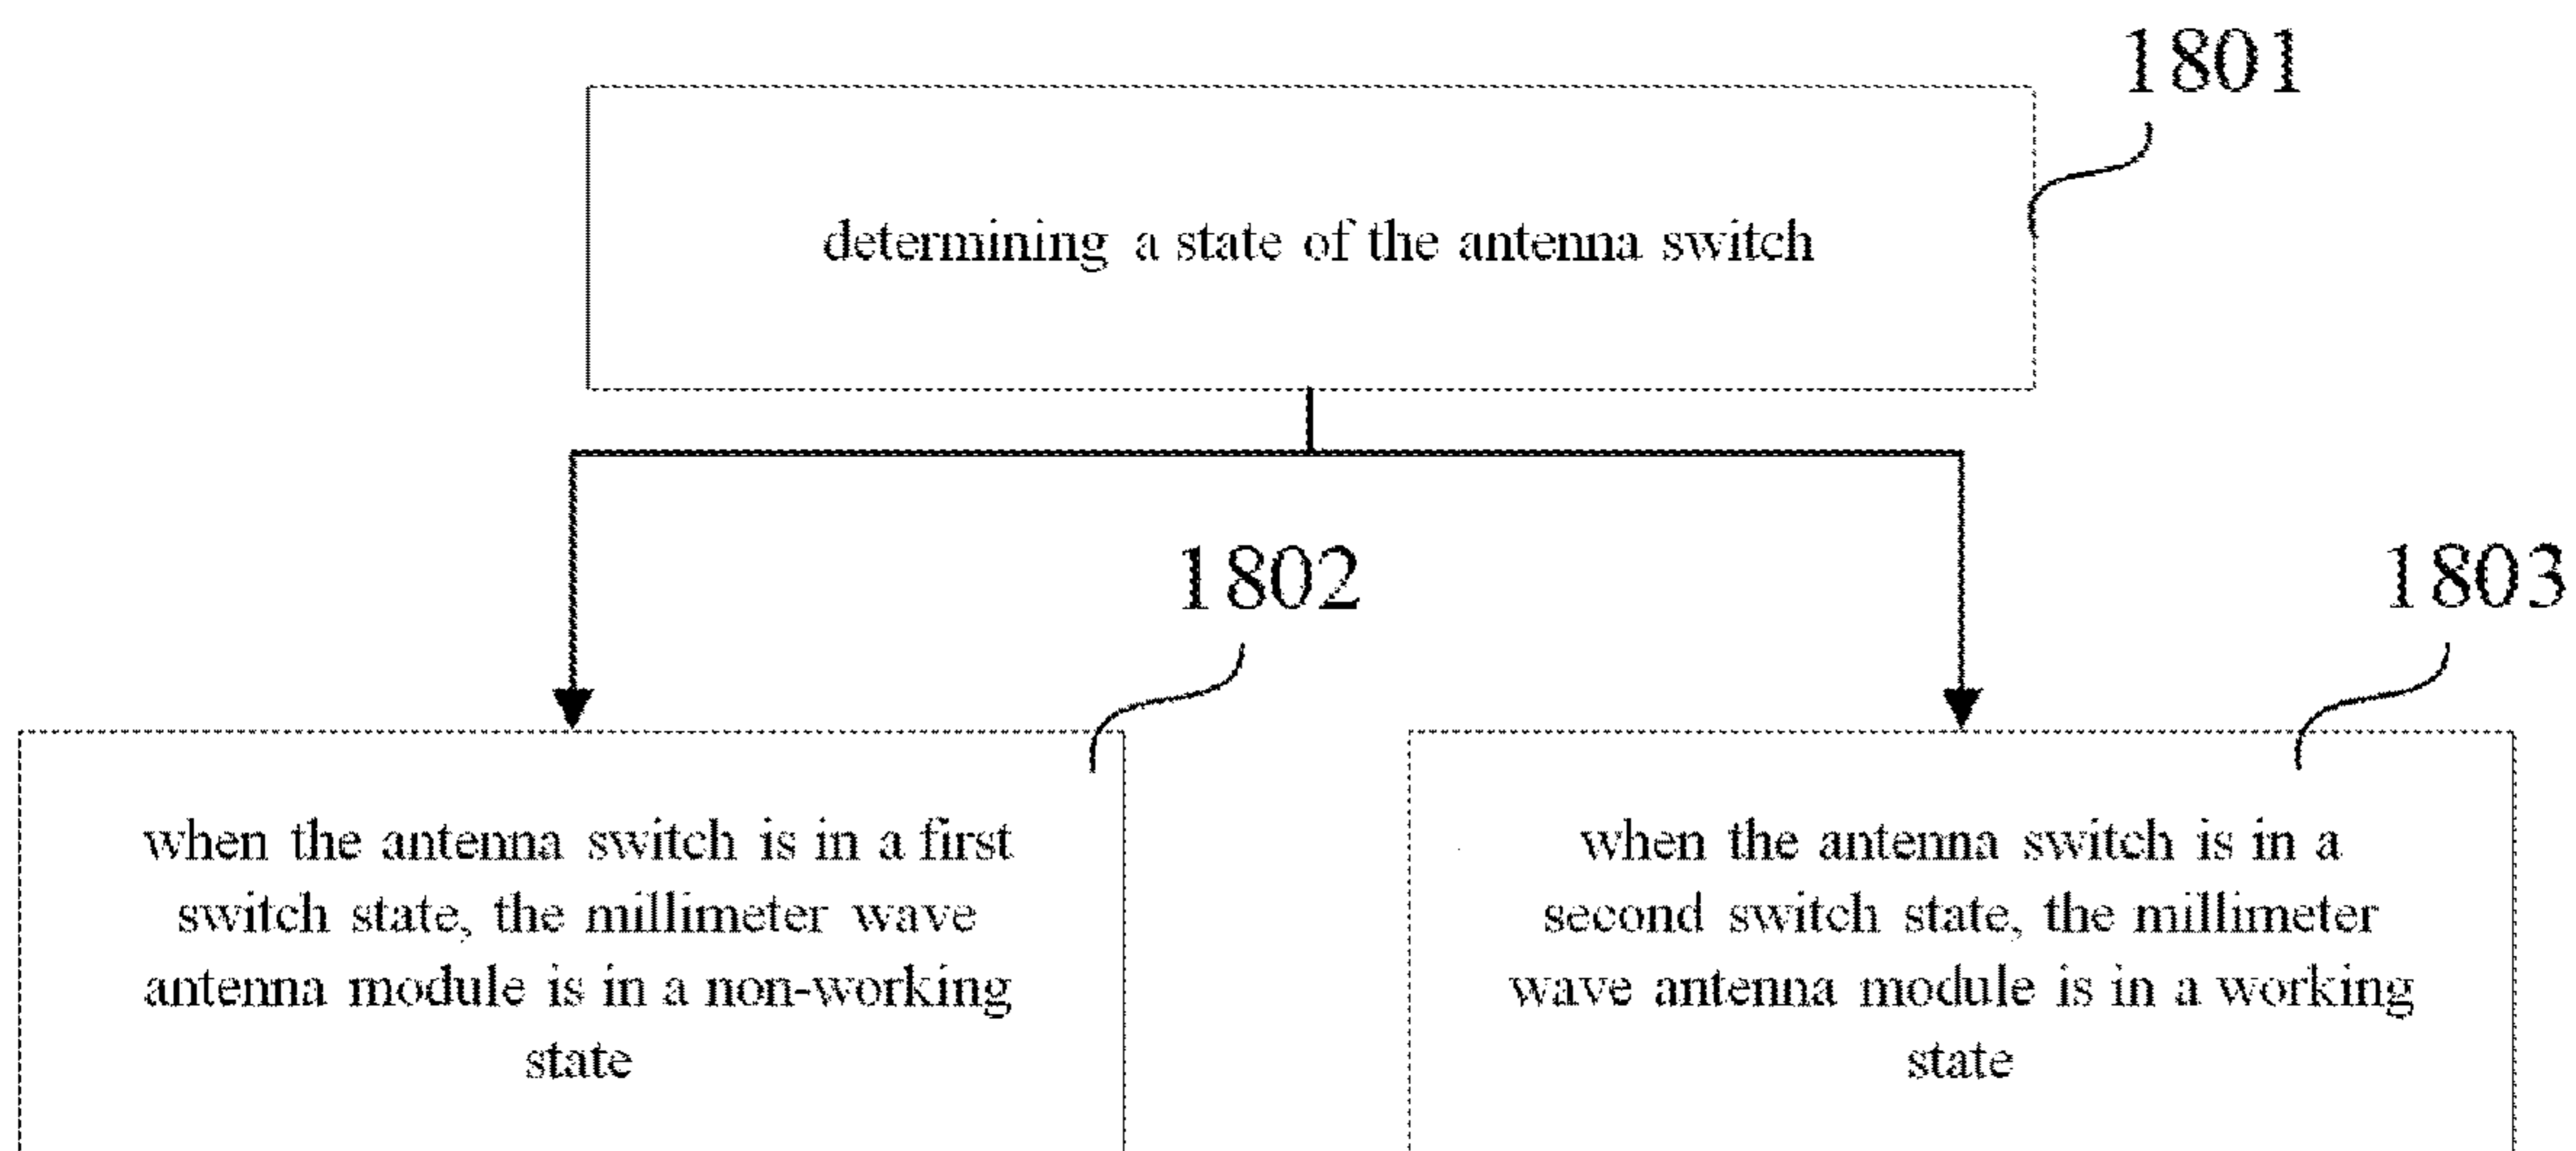 1801
determining a state of the antenna switch
1802
1803
when the antenna switch is in a first
switch state, the millimeter wave
antenna module is in a non-working
state
when the antenna switch is in a
second switch state, the millimeter
wave antenna module is in a working
state